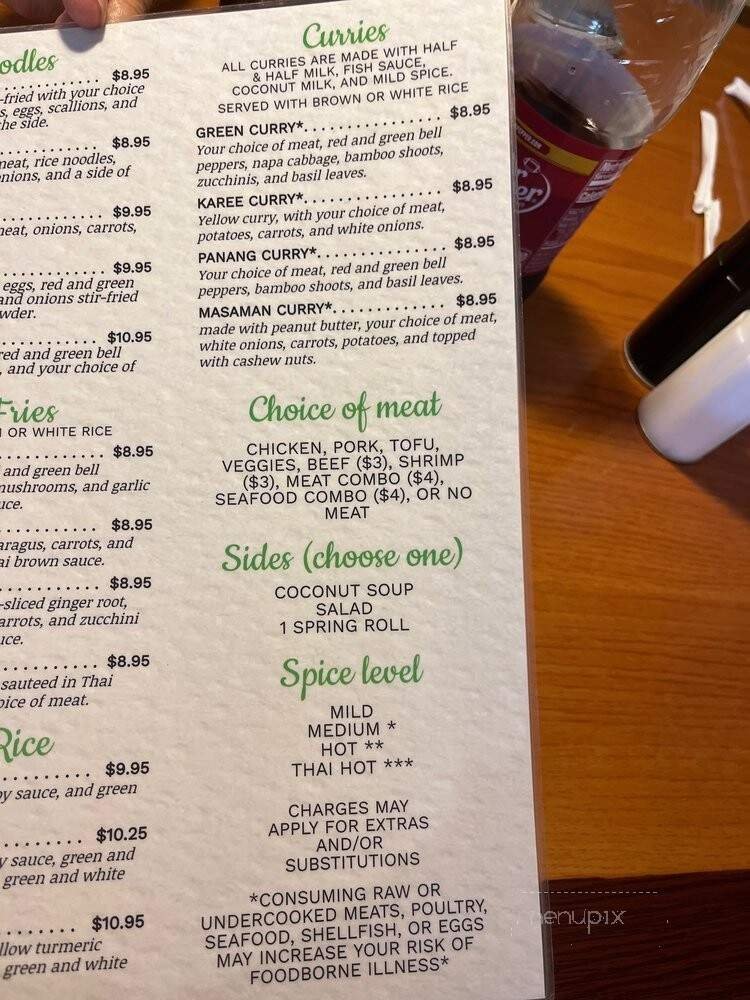 odles
$8.95
-fried with your choice
s, eggs, scallions, and
the side.
$8.95
meat, rice noodles,
nions, and a side of
$9.95
neat, onions, carrots,
$9.95
eggs, red and green
and onions stir-fried
wder.
$10.95
red and green bell
, and your choice of
Fries
OR WHITE RICE
$8.95
and green bell
mushrooms, and garlic
uce.
$8.95
aragus, carrots, and
ai brown sauce.
$8.95
-sliced ginger root,
arrots, and zucchini
uce.
$8.95
sauteed in Thai
oice of meat.
Rice
$9.95
oy sauce, and green
$10.25
y sauce, green and
green and white
$10.95
llow turmeric
green and white
Curries
ALL CURRIES ARE MADE WITH HALF
& HALF MILK, FISH SAUCE,
COCONUT MILK, AND MILD SPICE.
SERVED WITH BROWN OR WHITE RICE
GREEN CURRY*. . . . . . . . . . . . . . . . . $8.95
Your choice of meat, red and green bell
peppers, napa cabbage, bamboo shoots,
zucchinis, and basil leaves.
KAREE CURRY*. . . . . . . . . . . . . . . . . $8.95
Yellow curry, with your choice of meat,
potatoes, carrots, and white onions.
PANANG CURRY*. . . . . . . . . . . . . . . $8.95
Your choice of meat, red and green bell
peppers, bamboo shoots, and basil leaves.
MASAMAN CURRY*. . . . . . . . . . . . . $8.95
made with peanut butter, your choice of meat,
white onions, carrots, potatoes, and topped
with cashew nuts.
Choice of meat
CHICKEN, PORK, TOFU,
VEGGIES, BEEF ($3), SHRIMP
($3), MEAT COMBO ($4),
SEAFOOD COMBO ($4), OR NO
MEAT
Sides (choose one)
COCONUT SOUP
SALAD
1 SPRING ROLL
Spice level
MILD
MEDIUM *
HOT **
THAI HOT ***
CHARGES MAY
APPLY FOR EXTRAS
AND/OR
SUBSTITUTIONS
*CONSUMING RAW OR
UNDERCOOKED MEATS, POULTRY,
SEAFOOD, SHELLFISH, OR EGGS
MAY INCREASE YOUR RISK OF
FOODBORNE ILLNESS*
menupix